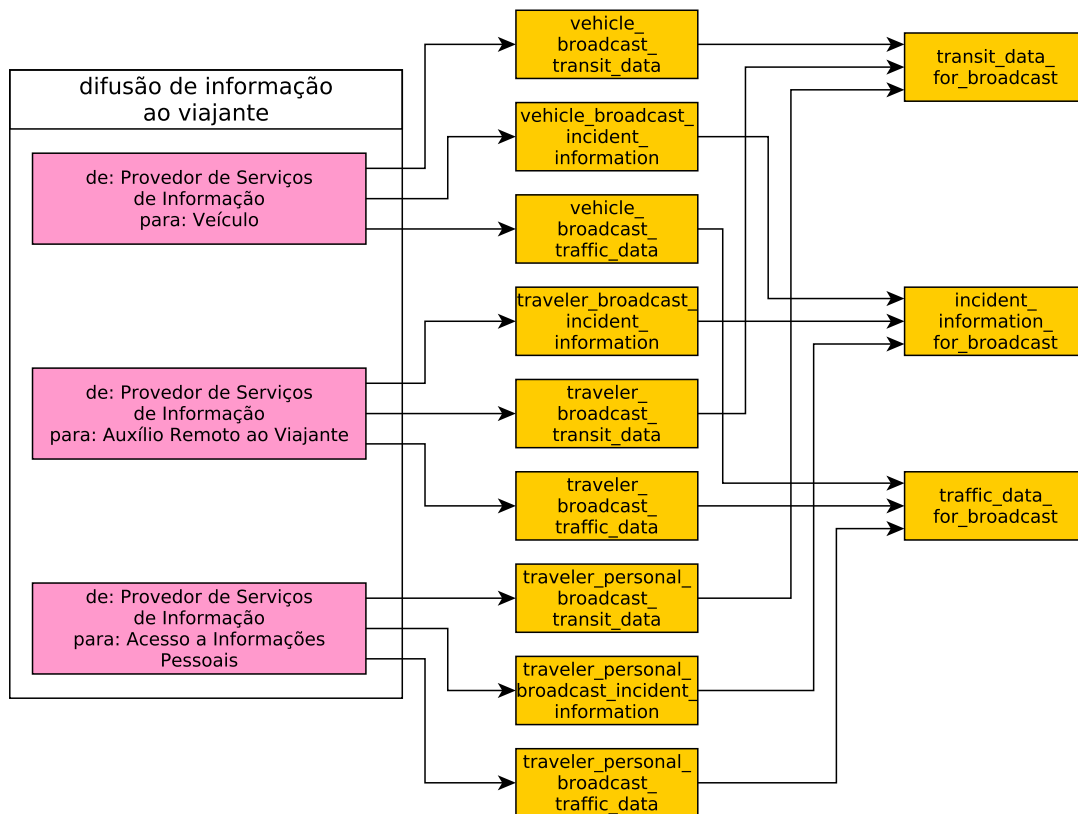 difusão de informação
ao viajante
de: Provedor de Serviços
de Informação
para: Veículo
de: Provedor de Serviços
de Informação
para: Auxílio Remoto ao Viajante
de: Provedor de Serviços
de Informação
para: Acesso a Informações
Pessoais
vehicle_
broadcast_
transit_data
vehicle_broadcast_
incident_
information
vehicle_
broadcast_
traffic_data
traveler_broadcast_
incident_
information
traveler_
broadcast_
transit_data
traveler_
broadcast_
traffic_data
traveler_personal_
broadcast_
transit_data
traveler_personal_
broadcast_incident_
information
traveler_personal_
broadcast_
traffic_data
transit_data_
for_broadcast
incident_
information_
for_broadcast
traffic_data_
for_broadcast